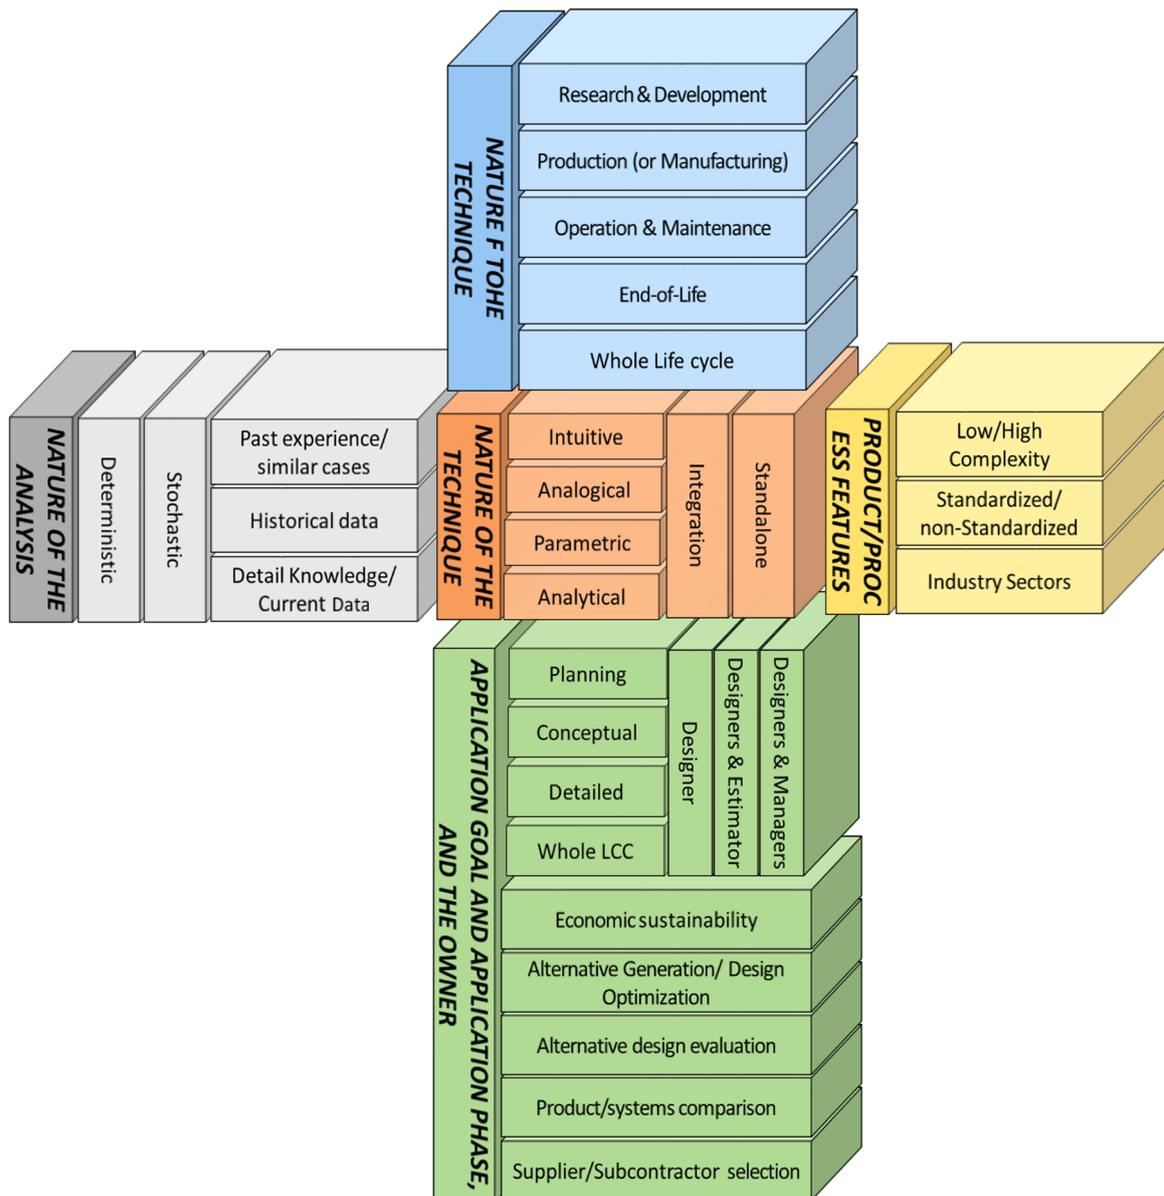 NATURE F TOHE
TECHNIQUE
Research & Development
Production (or Manufacturing)
Operation & Maintenance
End-of-Life
Whole Life cycle
NATURE OF THE
ANALYSIS
Deterministic
Stochastic
Past experience/
similar cases
Historical data
Detail Knowledge/
Current Data
NATURE OF THE
TECHNIQUE
Intuitive
Analogical
Parametric
Analytical
Integration
Standalone
PRODUCT/PROC
ESS FEATURES
Low/High
Complexity
Standardized/
non-Standardized
Industry Sectors
APPLICATION GOAL AND APPLICATION PHASE,
AND THE OWNER
Planning
Conceptual
Detailed
Whole LCC
Designer
Designers & Estimator
Designers & Managers
Economic sustainability
Alternative Generation/ Design
Optimization
Alternative design evaluation
Product/systems comparison
Supplier/Subcontractor selection